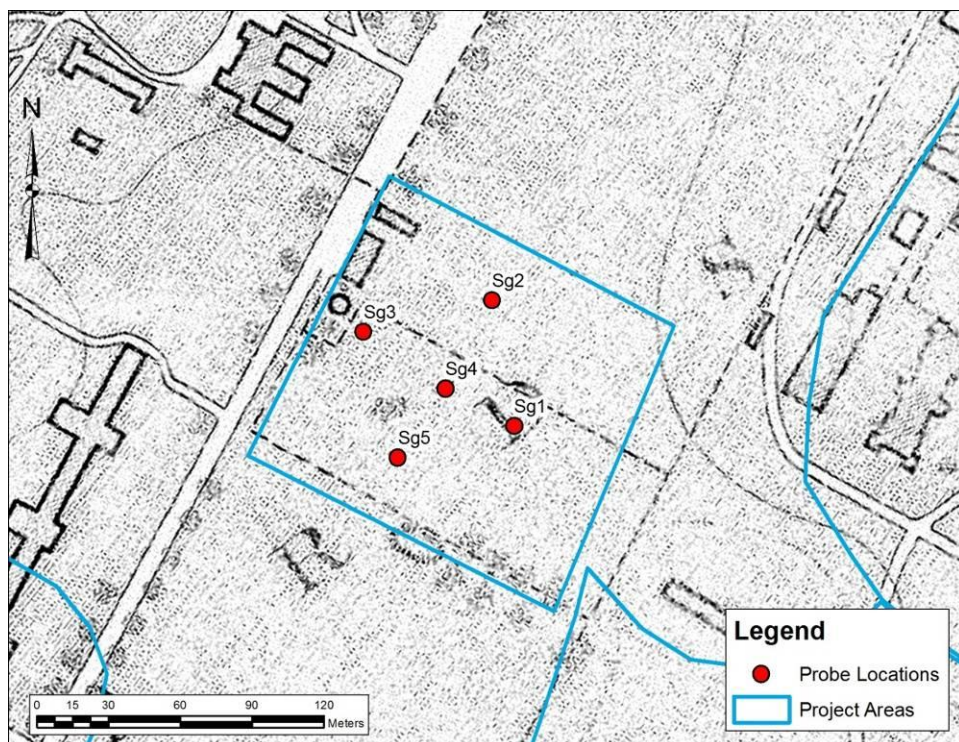 N
Sg2
Sg3
Sg4
Sg1
Sg5
R
Legend
Probe Locations
Project Areas
0 15 30 60 90 120
Meters